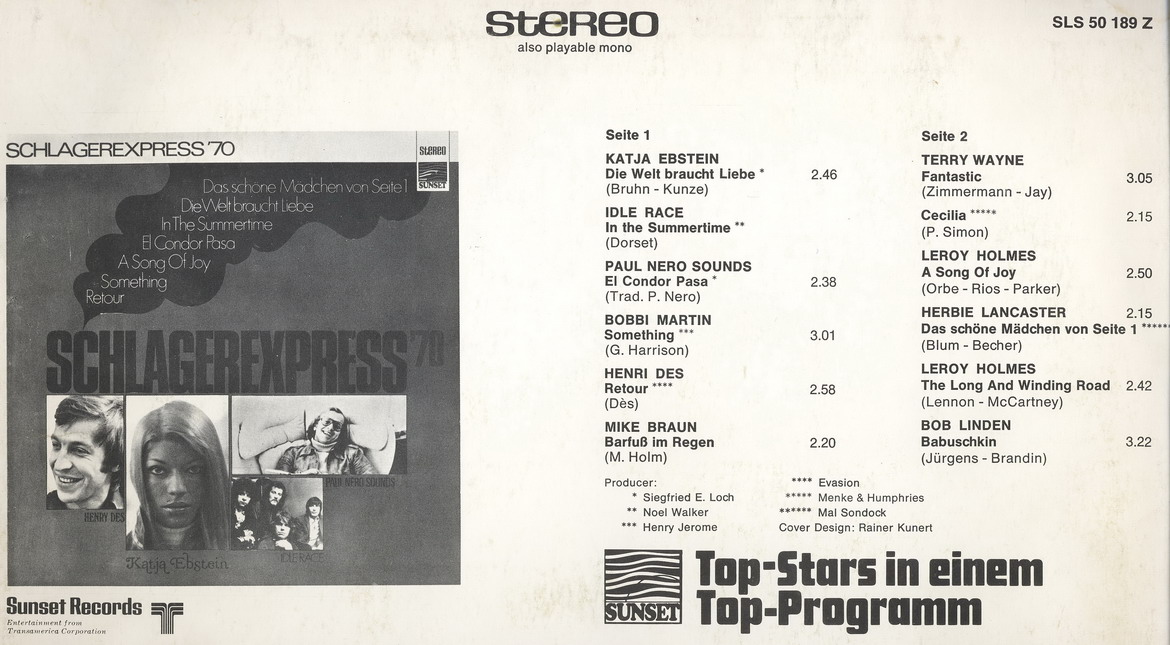 stereo
also playable mono
SLS 50 189 Z
SCHLAGEREXPRESS '70
stereo
SUNSET
Das schöne Mädchen von Seite 1
Die Welt braucht Liebe
In The Summertime
El Condor Pasa
A Song Of Joy
Something
Retour
SCHLAGEREXPRESS '70
HENRY DES
Katja Ebstein
PAUL NERO SOUNDS
IDLE RACE
Sunset Records
Entertainment from
Transamerica Corporation
Seite 1
KATJA EBSTEIN
Die Welt braucht Liebe * 2.46
(Bruhn - Kunze)
IDLE RACE
In the Summertime **
(Dorset)
PAUL NERO SOUNDS
El Condor Pasa * 2.38
(Trad. P. Nero)
BOBBI MARTIN
Something *** 3.01
(G. Harrison)
HENRI DES
Retour **** 2.58
(Dès)
MIKE BRAUN
Barfuß im Regen 2.20
(M. Holm)
Seite 2
TERRY WAYNE
Fantastic 3.05
(Zimmermann - Jay)
Cecilia ***** 2.15
(P. Simon)
LEROY HOLMES
A Song Of Joy 2.50
(Orbe - Rios - Parker)
HERBIE LANCASTER 2.15
Das schöne Mädchen von Seite 1 ******
(Blum - Becher)
LEROY HOLMES
The Long And Winding Road 2.42
(Lennon - McCartney)
BOB LINDEN
Babuschkin 3.22
(Jürgens - Brandin)
Producer:
* Siegfried E. Loch
** Noel Walker
*** Henry Jerome
**** Evasion
***** Menke & Humphries
****** Mal Sondock
Cover Design: Rainer Kunert
SUNSET
Top-Stars in einem
Top-Programm